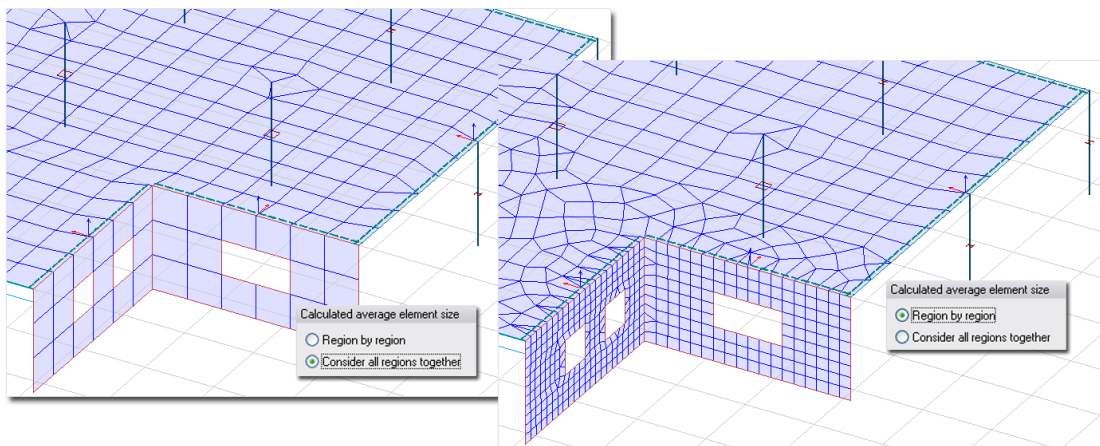 Calculated average element size
Region by region
Consider all regions together
Calculated average element size
Region by region
Consider all regions together